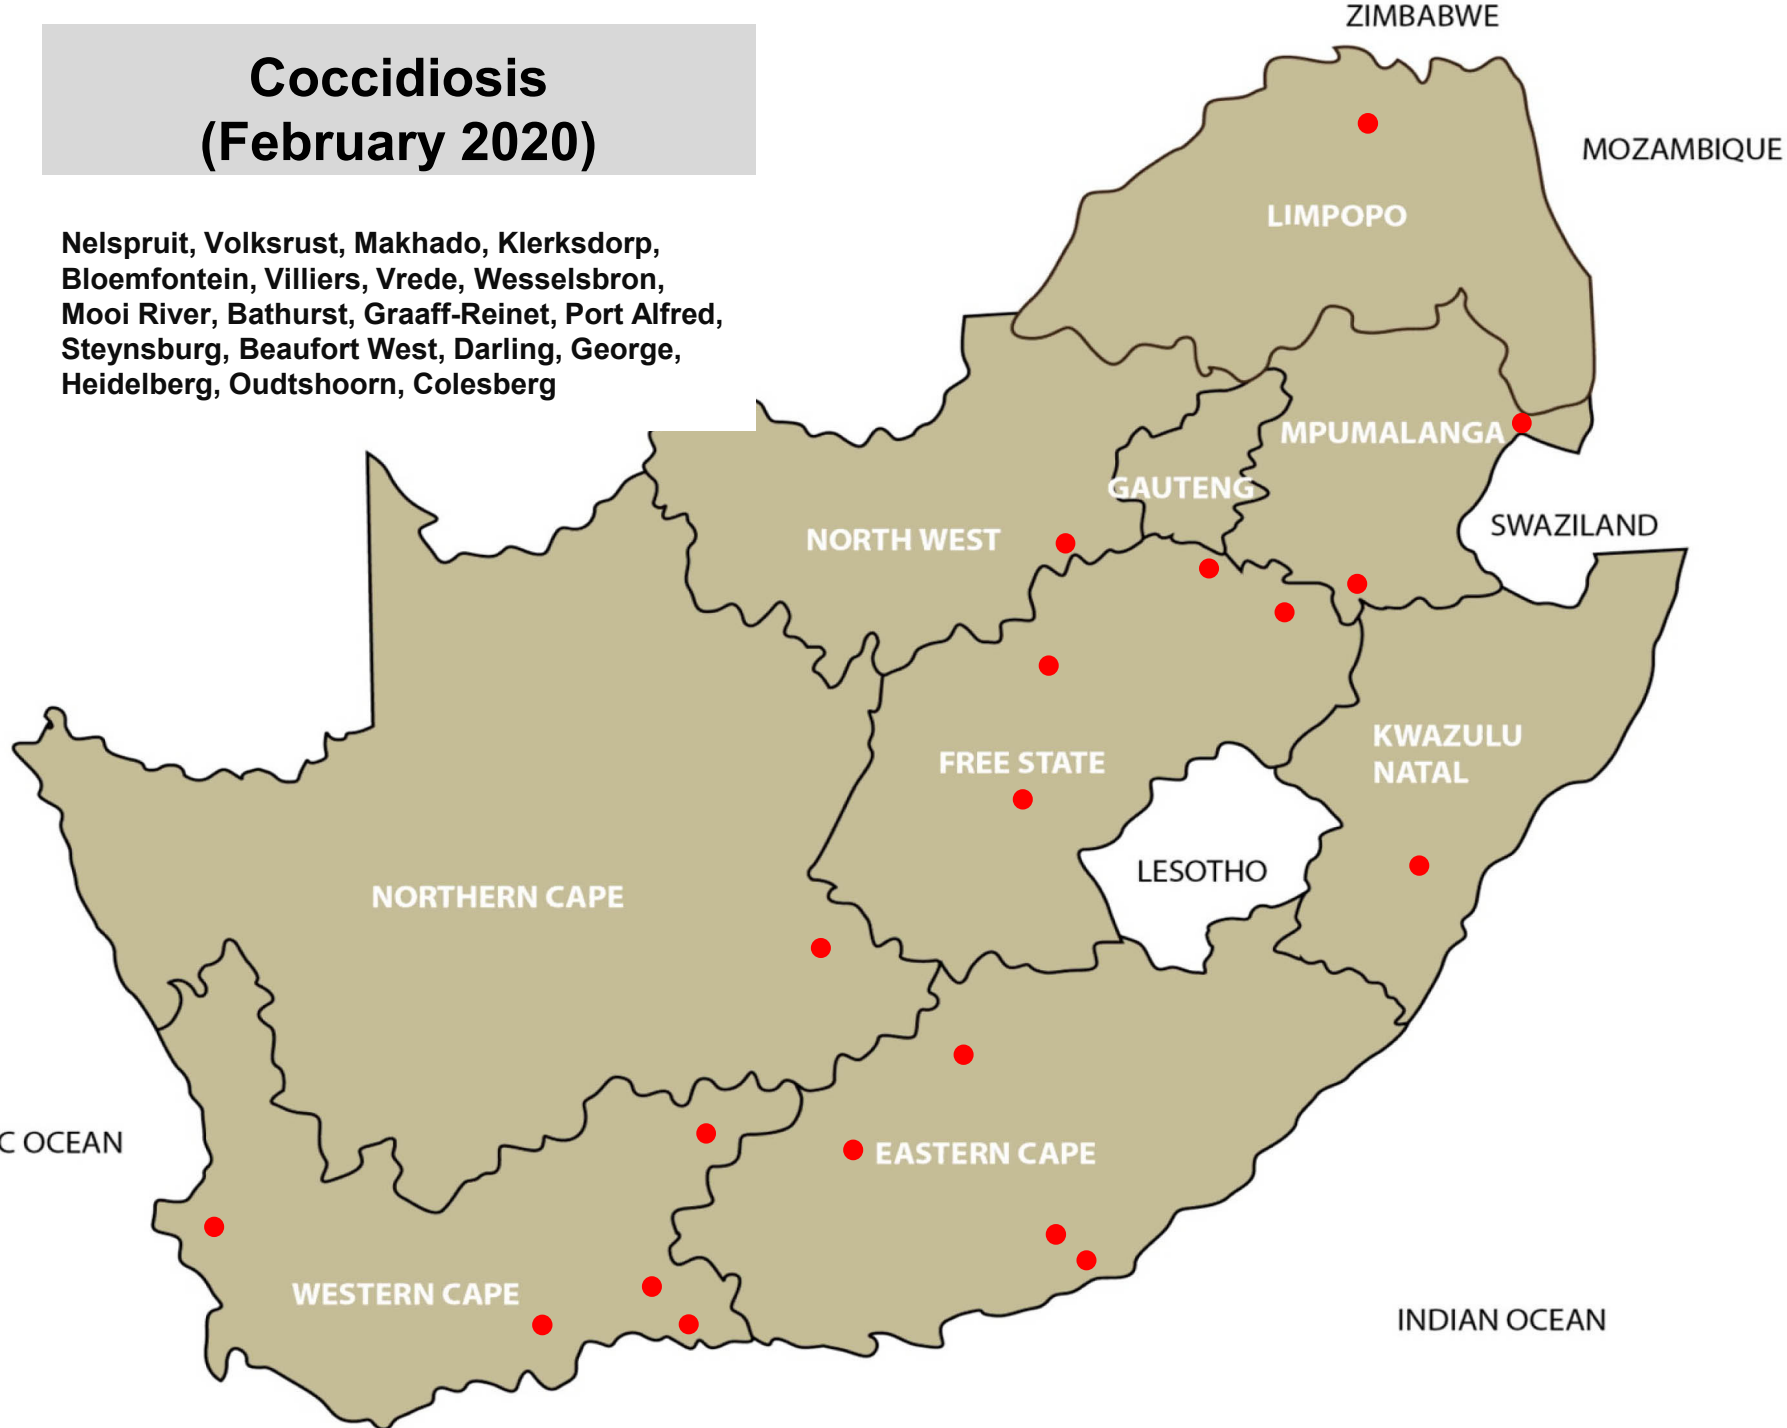 ZIMBABWE
Coccidiosis
(February 2020)
MOZAMBIQUE
LIMPOPO
Nelspruit, Volksrust, Makhado, Klerksdorp,
Bloemfontein, Villiers, Vrede, Wesselsbron,
Mooi River, Bathurst, Graaff-Reinet, Port Alfred,
Steynsburg, Beaufort West, Darling, George,
Heidelberg, Oudtshoorn, Colesberg
MPUMALANGA
GAUTENG
NORTH WEST
SWAZILAND
KWAZULU
NATAL
FREE STATE
LESOTHO
NORTHERN CAPE
C OCEAN
EASTERN CAPE
WESTERN CAPE
INDIAN OCEAN